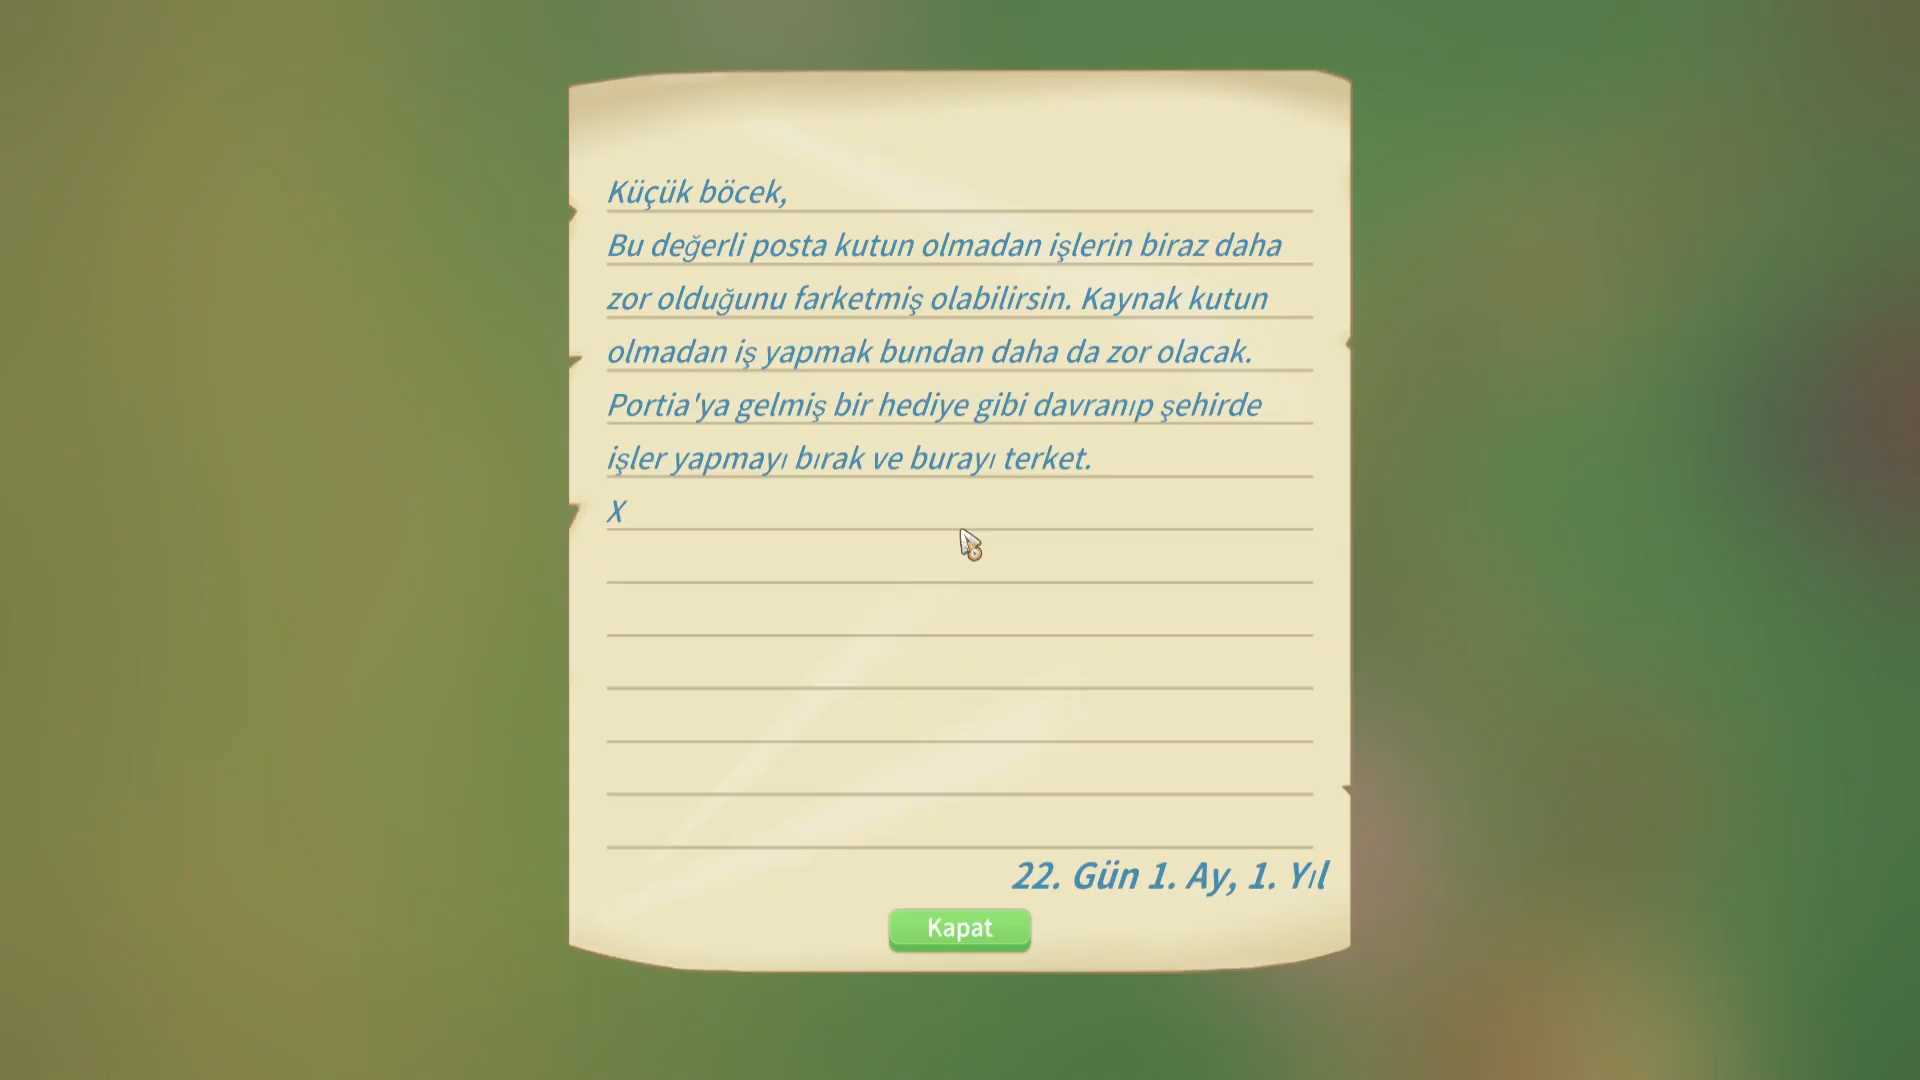 Küçük böcek,
Bu değerli posta kutun olmadan işlerin biraz daha
zor olduğunu farketmiş olabilirsin. Kaynak kutun
olmadan iş yapmak bundan daha da zor olacak.
Portia'ya gelmiş bir hediye gibi davranıp şehirde
işler yapmayı bırak ve burayı terket.
X
22. Gün 1. Ay, 1. Yıl
Kapat